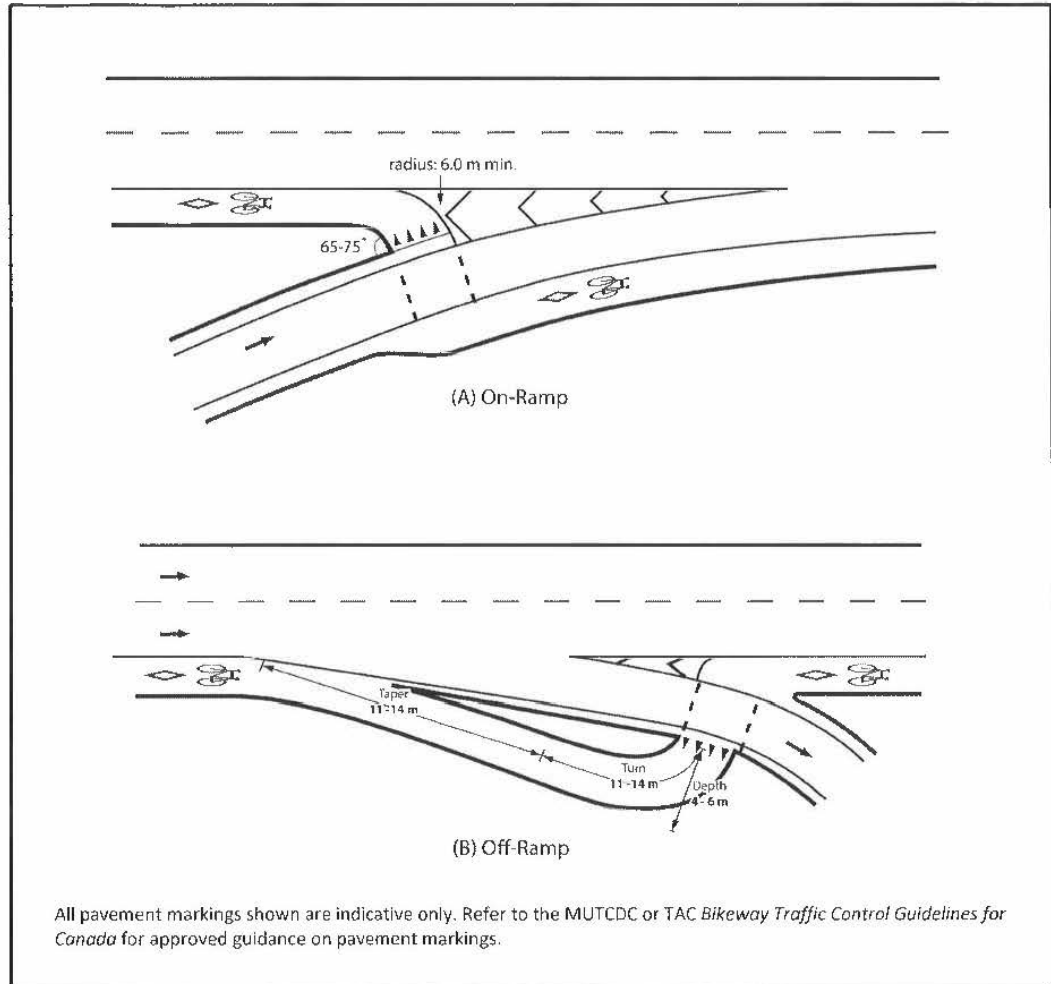 radius: 6.0 m min.
65-75°
(A) On-Ramp
Taper
11-14 m
Turn
11-14 m
Depth
4-6 m
(B) Off-Ramp
All pavement markings shown are indicative only. Refer to the MUTCDC or TAC Bikeway Traffic Control Guidelines for
Canada for approved guidance on pavement markings.